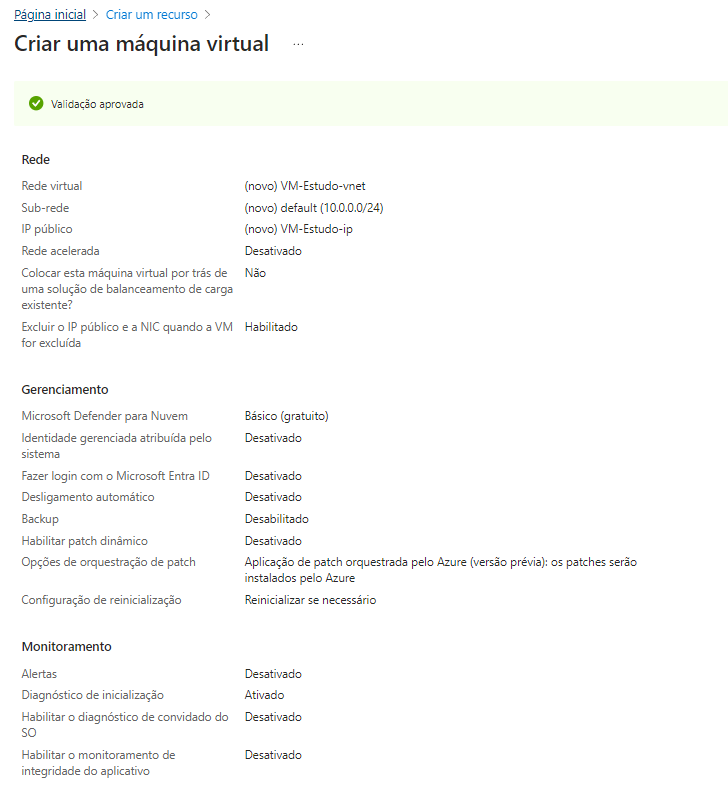 Página inicial > Criar um recurso >
Criar uma máquina virtual ...
Validação aprovada
Rede
Rede virtual (novo) VM-Estudo-vnet
Sub-rede (novo) default (10.0.0.0/24)
IP público (novo) VM-Estudo-ip
Rede acelerada Desativado
Colocar esta máquina virtual por trás de Não
uma solução de balanceamento de carga
existente?
Excluir o IP público e a NIC quando a VM Habilitado
for excluída
Gerenciamento
Microsoft Defender para Nuvem Básico (gratuito)
Identidade gerenciada atribuída pelo Desativado
sistema
Fazer login com o Microsoft Entra ID Desativado
Desligamento automático Desativado
Backup Desabilitado
Habilitar patch dinâmico Desativado
Opções de orquestração de patch Aplicação de patch orquestrada pelo Azure (versão prévia): os patches serão
instalados pelo Azure
Configuração de reinicialização Reinicializar se necessário
Monitoramento
Alertas Desativado
Diagnóstico de inicialização Ativado
Habilitar o diagnóstico de convidado do Desativado
SO
Habilitar o monitoramento de Desativado
integridade do aplicativo